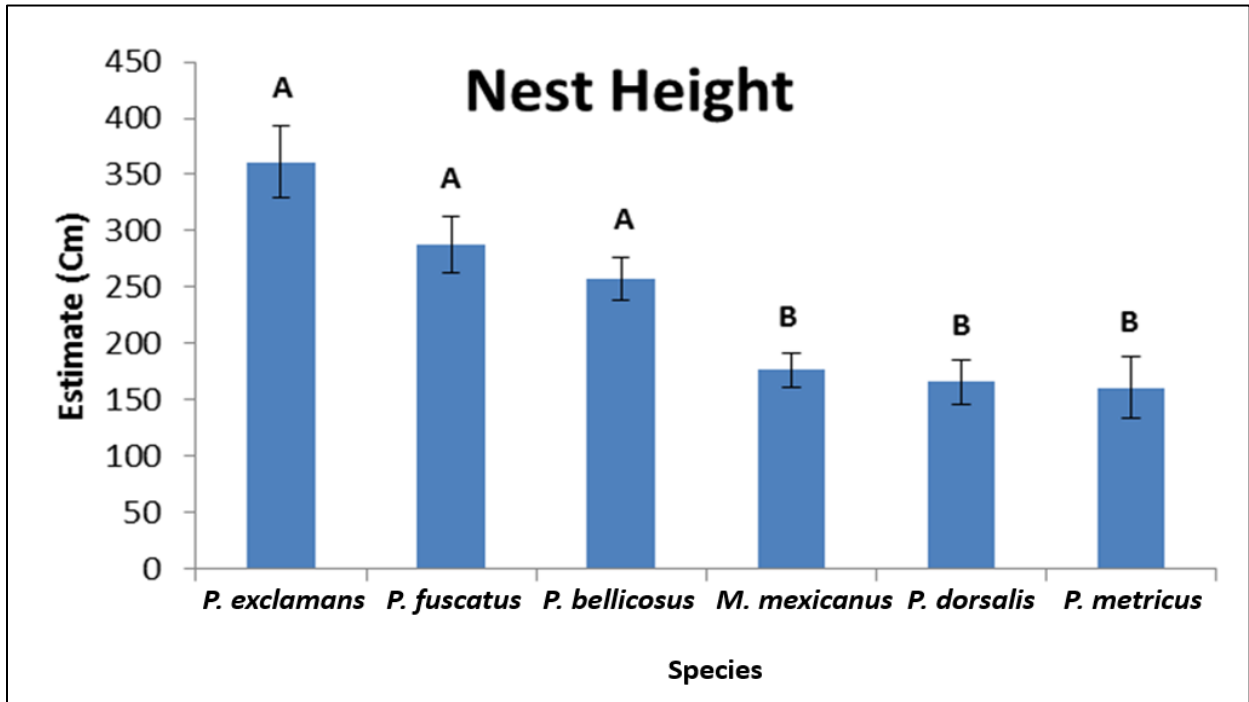 Nest Height
Estimate (Cm)
450
400
350
300
250
200
150
100
50
0
A
A
A
B
B
B
P. exclamans P. fuscatus P. bellicosus M. mexicanus P. dorsalis P. metricus
Species